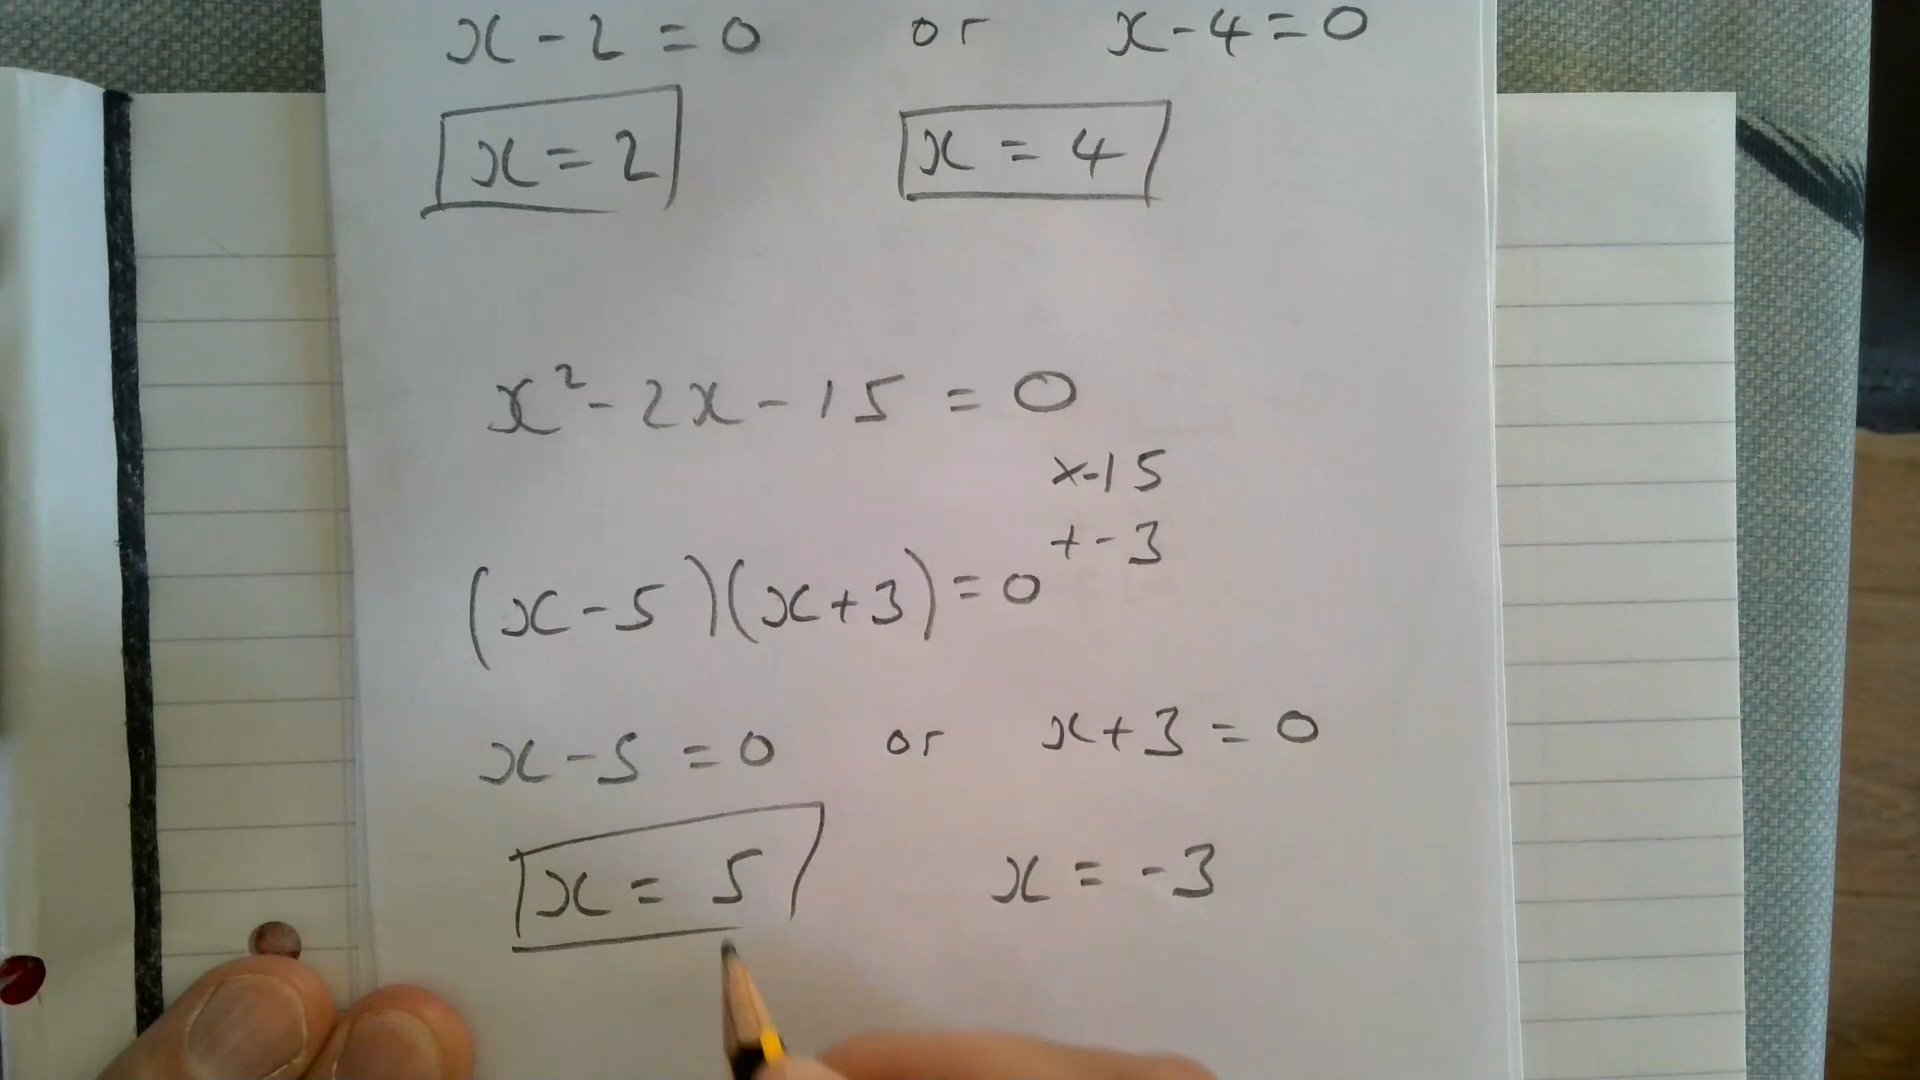 x - 2 = 0 or x - 4 = 0
x = 2 x = 4
x² - 2x - 15 = 0
x -15
+ -3
(x - 5)(x + 3) = 0
x - 5 = 0 or x + 3 = 0
x = 5 x = -3